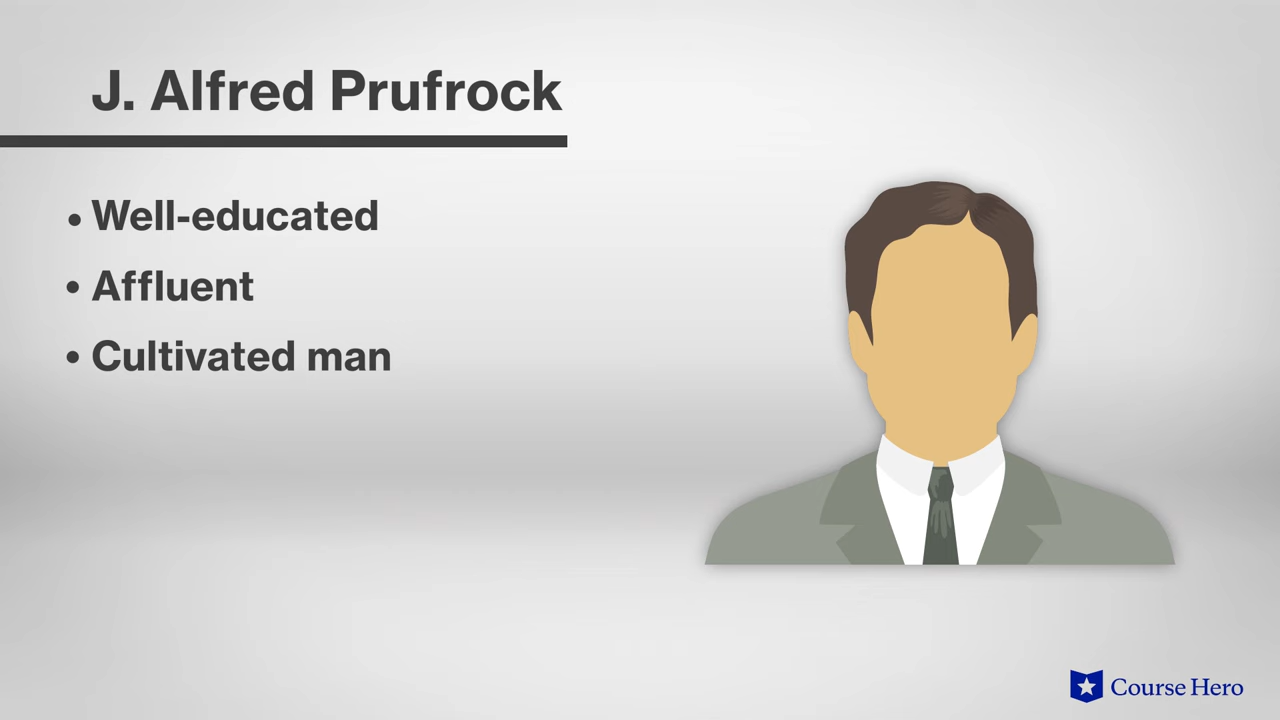 J. Alfred Prufrock
• Well-educated
• Affluent
• Cultivated man
Course Hero